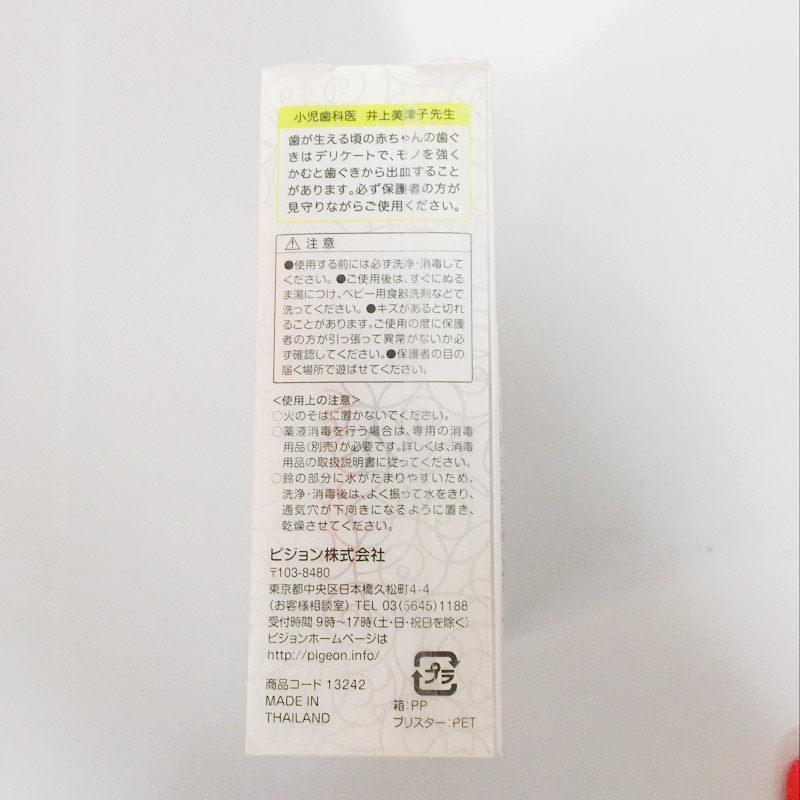 小児歯科医 井上美津子先生
歯が生える頃の赤ちゃんの歯ぐ
きはデリケートで、モノを強く
かむと歯ぐきから出血すること
があります。必ず保護者の方が
見守りながらご使用ください。
注意
●使用する前には必ず洗浄・消毒して
ください。●ご使用後は、すぐにぬる
ま湯につけ、ベビー用食器洗剤などで
洗ってください。●キズがあると切れ
ることがあります。ご使用の度に保護
者の方が引っ張って異常がないか必
ず確認してください。●保護者の目の
届く場所で遊ばせてください。
<使用上の注意>
○火のそばに置かないでください。
○薬液消毒を行う場合は、専用の消毒
用品(別売)が必要です。詳しくは、消毒
用品の取扱説明書に従ってください。
○鈴の部分に水がたまりやすいため、
洗浄・消毒後は、よく振って水をきり、
通気穴が下向きになるように置き、
乾燥させてください。
ピジョン株式会社
〒103-8480
東京都中央区日本橋久松町4-4
(お客様相談室) TEL 03(5645)1188
受付時間 9時〜17時(土・日・祝日を除く)
ピジョンホームページは
http://pigeon.info/
商品コード 13242
MADE IN
THAILAND
プラ
箱:PP
ブリスター:PET